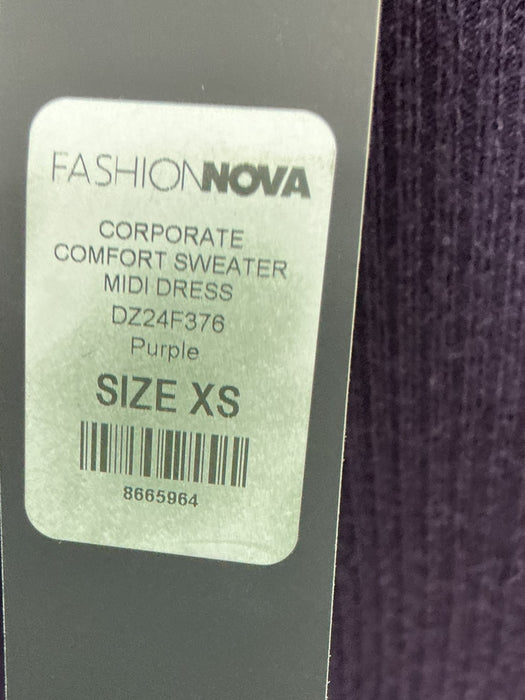 FASHIONNOVA
CORPORATE
COMFORT SWEATER
MIDI DRESS
DZ24F376
Purple
SIZE XS
8665964